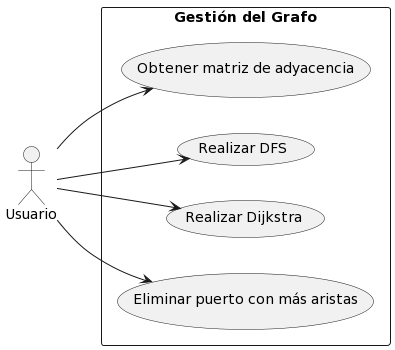 Gestión del Grafo
Obtener matriz de adyacencia
Realizar DFS
Usuario
Realizar Dijkstra
Eliminar puerto con más aristas